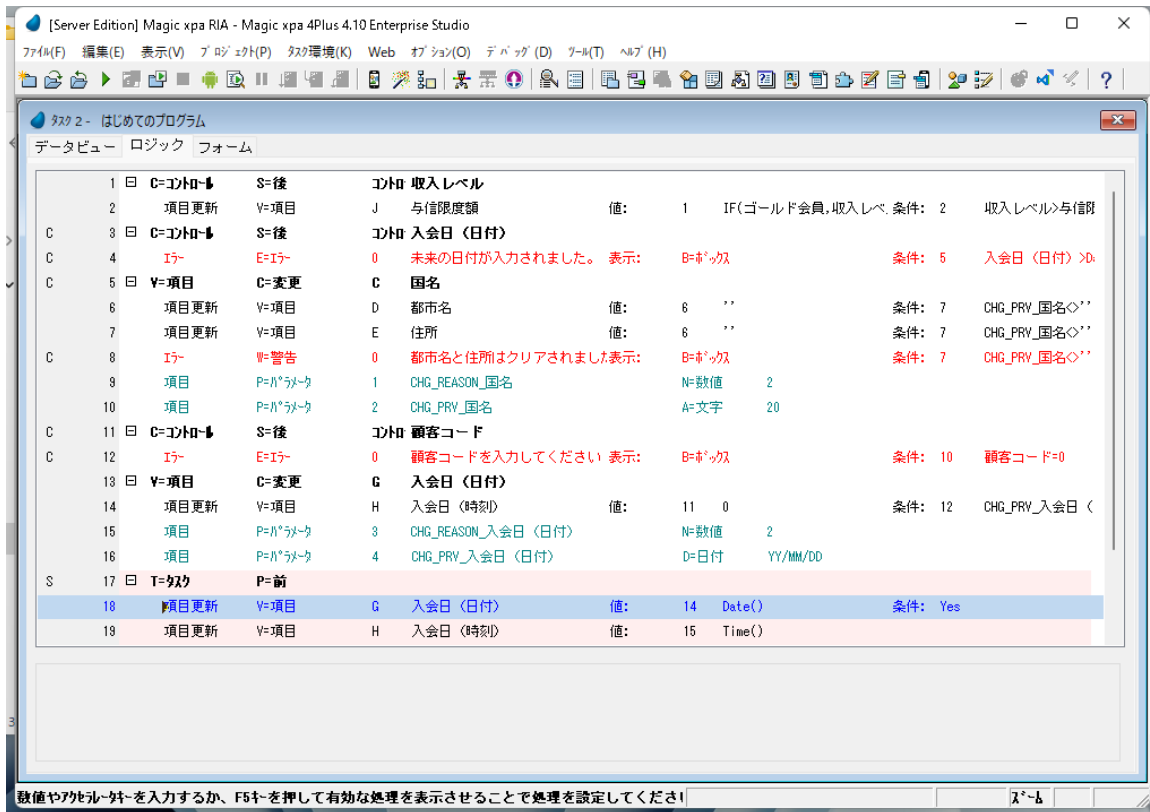 [Server Edition] Magic xpa RIA - Magic xpa 4Plus 4.10 Enterprise Studio
ﾌｧｲﾙ(F) 編集(E) 表示(V) ﾌﾟﾛｼﾞｪｸﾄ(P) ﾀｽｸ環境(K) Web ｵﾌﾟｼｮﾝ(O) ﾃﾞﾊﾞｯｸﾞ(D) ﾂｰﾙ(T) ﾍﾙﾌﾟ(H)
ﾀｽｸ 2 - はじめてのプログラム
データビュー ロジック フォーム
1 C=ｺﾝﾄﾛｰﾙ S=後 ｺﾝﾄﾛ 収入レベル
2 項目更新 V=項目 J 与信限度額 値: 1 IF(ゴールド会員,収入レベ 条件: 2 収入レベル>与信限
C 3 C=ｺﾝﾄﾛｰﾙ S=後 ｺﾝﾄﾛ 入会日（日付）
C 4 ｴﾗｰ E=ｴﾗｰ 0 未来の日付が入力されました。 表示: B=ﾎﾞｯｸｽ 条件: 5 入会日（日付）>Da
C 5 V=項目 C=変更 C 国名
6 項目更新 V=項目 D 都市名 値: 6 '' 条件: 7 CHG_PRV_国名<>''
7 項目更新 V=項目 E 住所 値: 6 '' 条件: 7 CHG_PRV_国名<>''
C 8 ｴﾗｰ W=警告 0 都市名と住所はクリアされました 表示: B=ﾎﾞｯｸｽ 条件: 7 CHG_PRV_国名<>''
9 項目 P=ﾊﾟﾗﾒｰﾀ 1 CHG_REASON_国名 N=数値 2
10 項目 P=ﾊﾟﾗﾒｰﾀ 2 CHG_PRV_国名 A=文字 20
C 11 C=ｺﾝﾄﾛｰﾙ S=後 ｺﾝﾄﾛ 顧客コード
C 12 ｴﾗｰ E=ｴﾗｰ 0 顧客コードを入力してください 表示: B=ﾎﾞｯｸｽ 条件: 10 顧客コード=0
13 V=項目 C=変更 G 入会日（日付）
14 項目更新 V=項目 H 入会日（時刻） 値: 11 0 条件: 12 CHG_PRV_入会日（
15 項目 P=ﾊﾟﾗﾒｰﾀ 3 CHG_REASON_入会日（日付） N=数値 2
16 項目 P=ﾊﾟﾗﾒｰﾀ 4 CHG_PRV_入会日（日付） D=日付 YY/MM/DD
S 17 T=ﾀｽｸ P=前
18 項目更新 V=項目 G 入会日（日付） 値: 14 Date() 条件: Yes
19 項目更新 V=項目 H 入会日（時刻） 値: 15 Time()
数値やｱｸｾﾗﾚｰﾀｷｰを入力するか、F5ｷｰを押して有効な処理を表示させることで処理を設定してくださ
ｽﾞｰﾑ